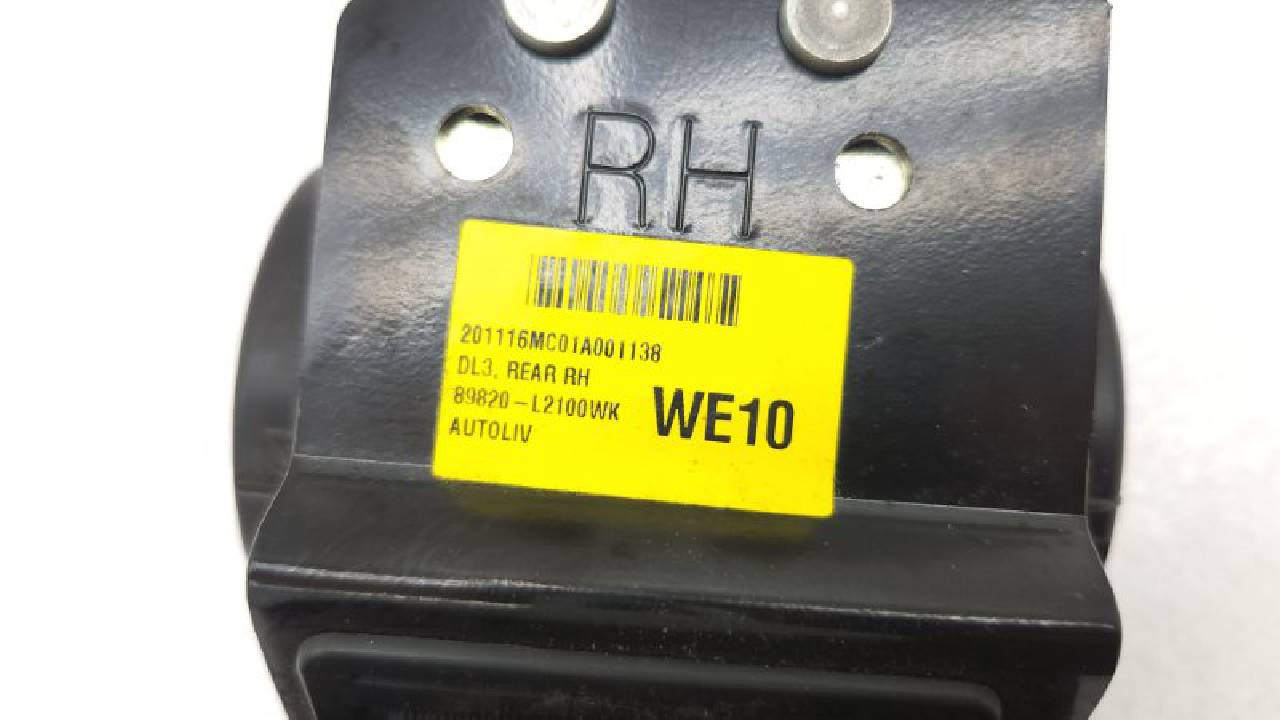 RH
201116MC01A001138
DL3, REAR RH
89820-L2100WK
WE10
AUTOLIV